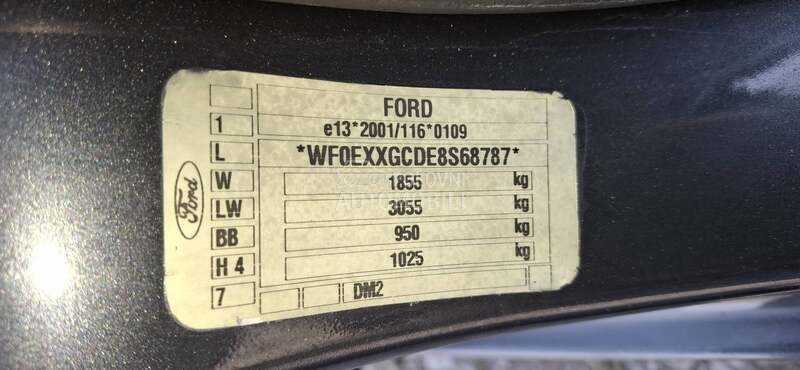 FORD
1 e13*2001/116*0109
L *WF0EXXGCDE8S68787*
W 1855 kg
LW 3055 kg
BB 950 kg
H 4 1025 kg
7 DM2
Ford